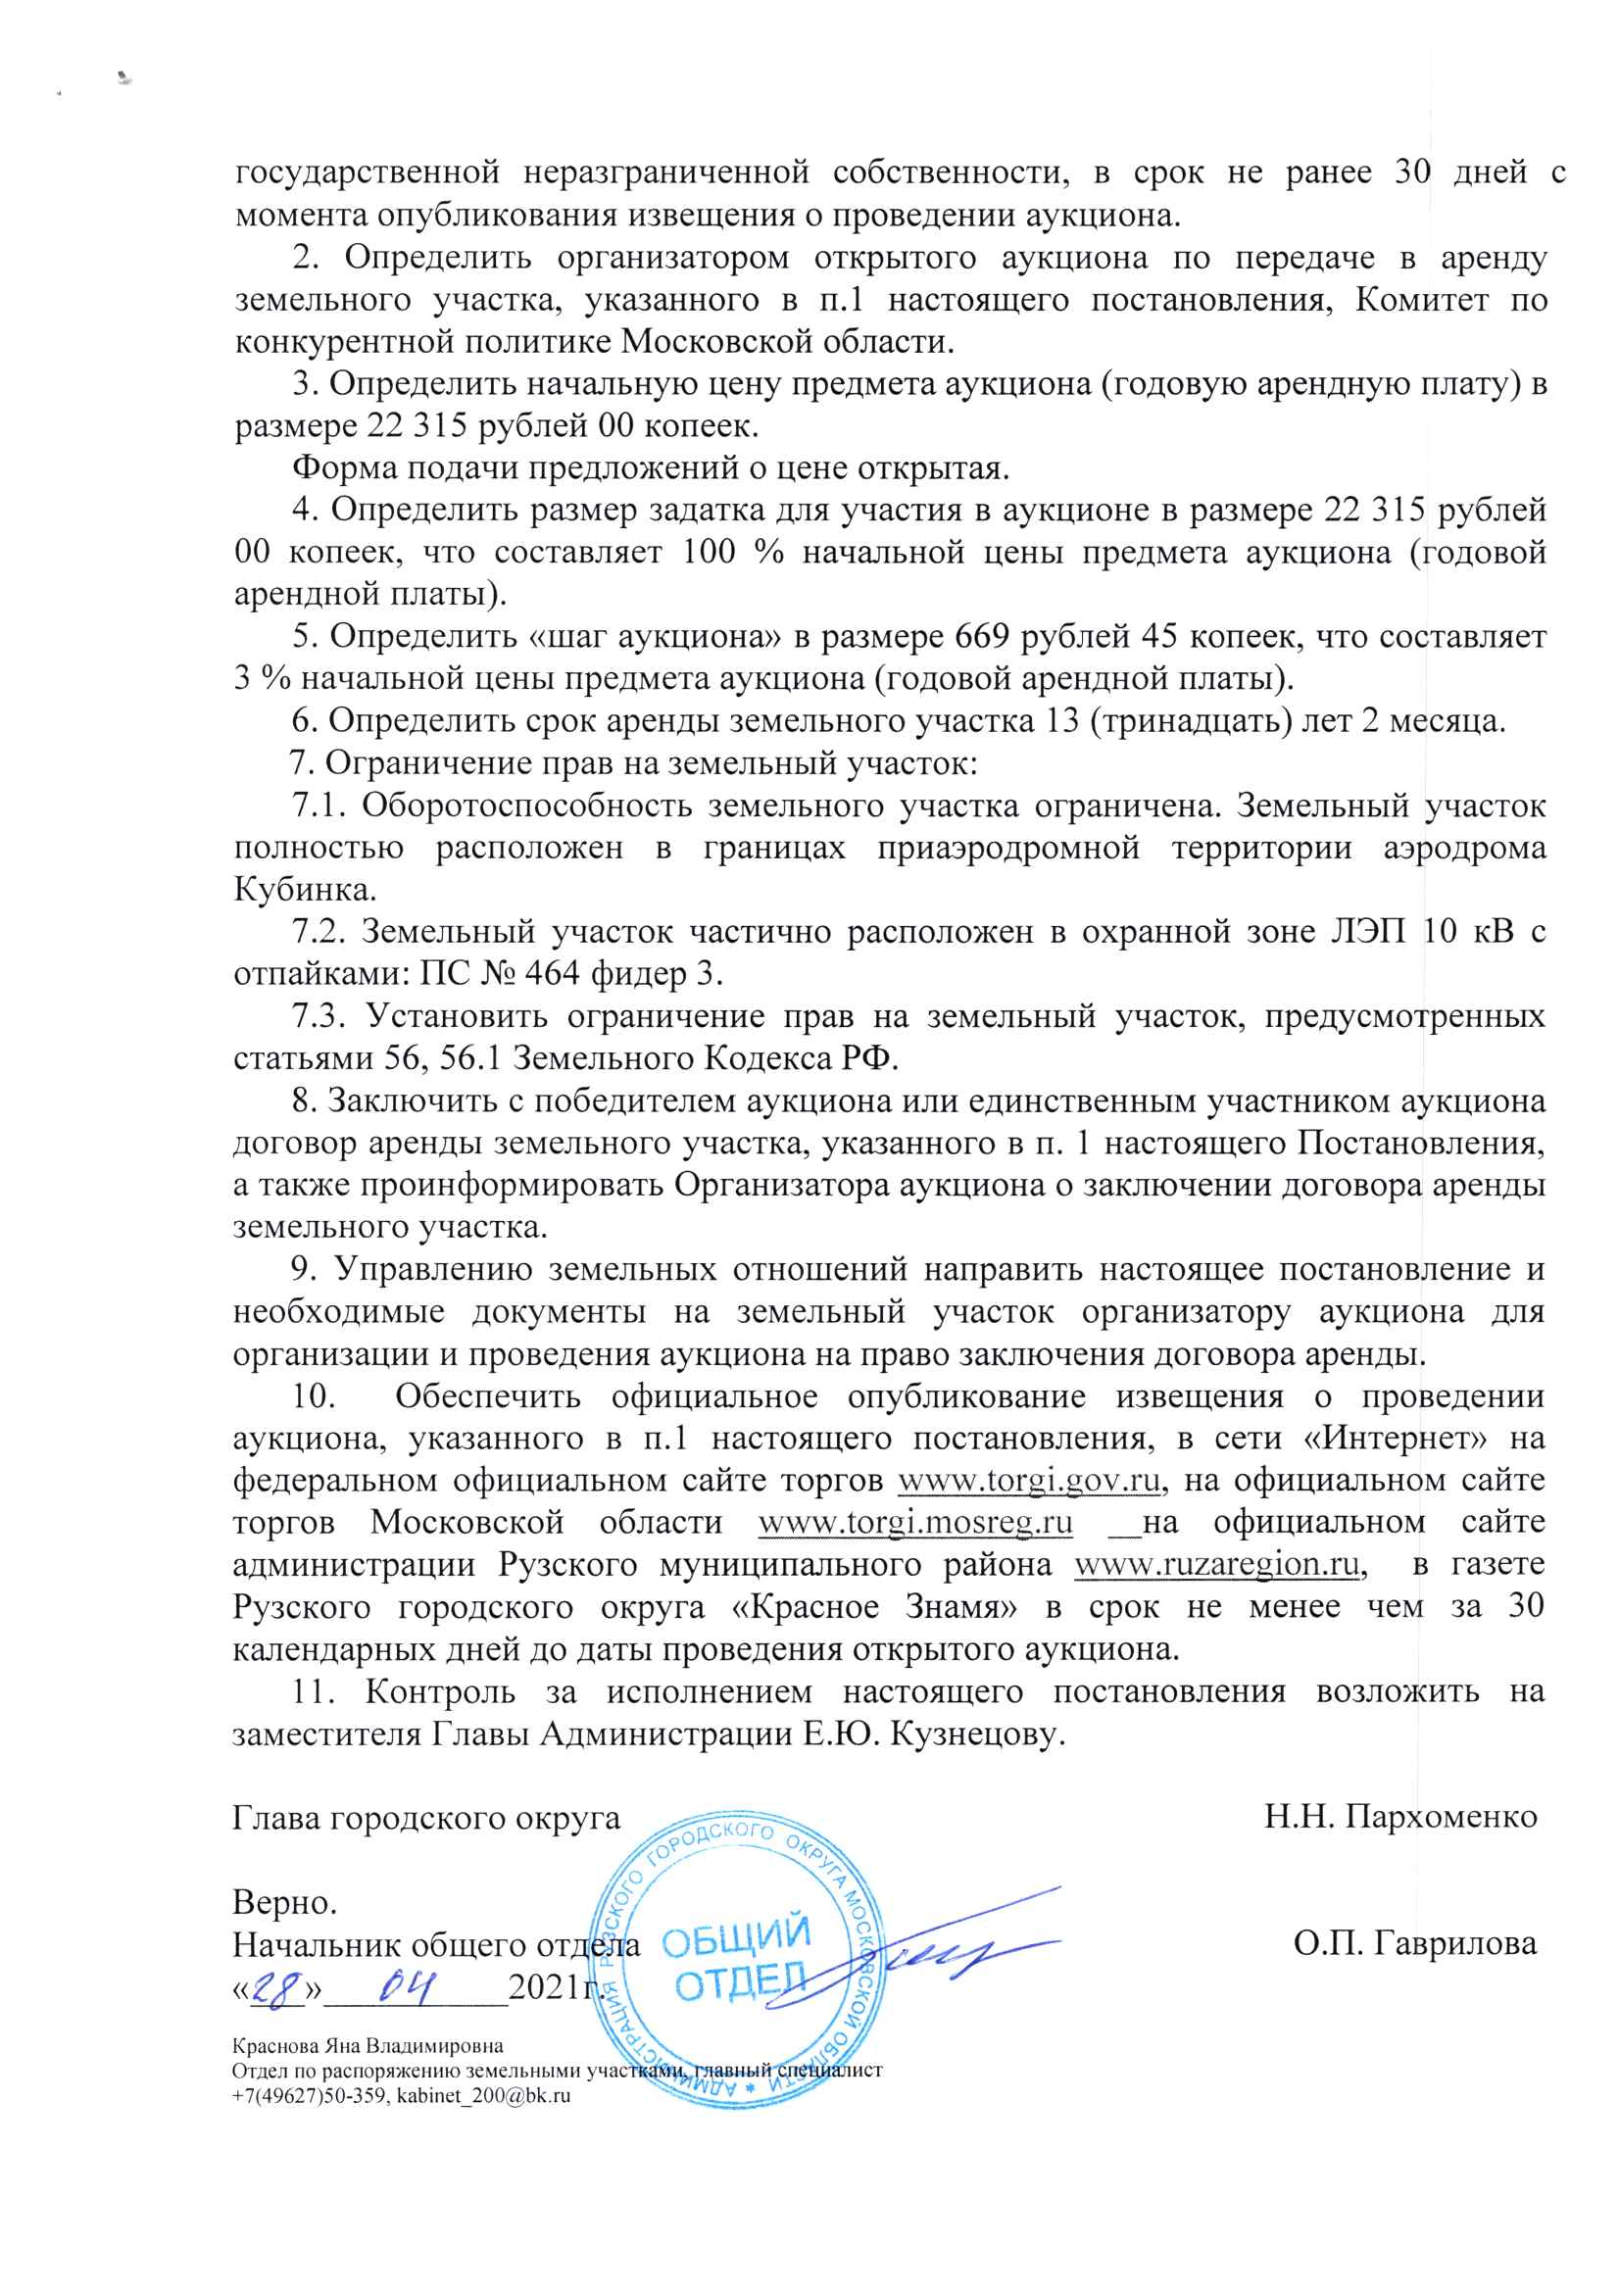 государственной неразграниченной собственности, в срок не ранее 30 дней с
момента опубликования извещения о проведении аукциона.
2. Определить организатором открытого аукциона по передаче в аренду
земельного участка, указанного в п.1 настоящего постановления, Комитет по
конкурентной политике Московской области.
3. Определить начальную цену предмета аукциона (годовую арендную плату) в
размере 22 315 рублей 00 копеек.
Форма подачи предложений о цене открытая.
4. Определить размер задатка для участия в аукционе в размере 22 315 рублей
00 копеек, что составляет 100 % начальной цены предмета аукциона (годовой
арендной платы).
5. Определить «шаг аукциона» в размере 669 рублей 45 копеек, что составляет
3 % начальной цены предмета аукциона (годовой арендной платы).
6. Определить срок аренды земельного участка 13 (тринадцать) лет 2 месяца.
7. Ограничение прав на земельный участок:
7.1. Оборотоспособность земельного участка ограничена. Земельный участок
полностью расположен в границах приаэродромной территории аэродрома
Кубинка.
7.2. Земельный участок частично расположен в охранной зоне ЛЭП 10 кВ с
отпайками: ПС № 464 фидер 3.
7.3. Установить ограничение прав на земельный участок, предусмотренных
статьями 56, 56.1 Земельного Кодекса РФ.
8. Заключить с победителем аукциона или единственным участником аукциона
договор аренды земельного участка, указанного в п. 1 настоящего Постановления,
а также проинформировать Организатора аукциона о заключении договора аренды
земельного участка.
9. Управлению земельных отношений направить настоящее постановление и
необходимые документы на земельный участок организатору аукциона для
организации и проведения аукциона на право заключения договора аренды.
10. Обеспечить официальное опубликование извещения о проведении
аукциона, указанного в п.1 настоящего постановления, в сети «Интернет» на
федеральном официальном сайте торгов www.torgi.gov.ru, на официальном сайте
торгов Московской области www.torgi.mosreg.ru __на официальном сайте
администрации Рузского муниципального района www.ruzaregion.ru, в газете
Рузского городского округа «Красное Знамя» в срок не менее чем за 30
календарных дней до даты проведения открытого аукциона.
11. Контроль за исполнением настоящего постановления возложить на
заместителя Главы Администрации Е.Ю. Кузнецову.
Глава городского округа Н.Н. Пархоменко
Верно.
Начальник общего отдела О.П. Гаврилова
«28» 04 2021г.
АДМИНИСТРАЦИЯ РУЗСКОГО ГОРОДСКОГО ОКРУГА МОСКОВСКОЙ ОБЛАСТИ *
ОБЩИЙ
ОТДЕЛ
Краснова Яна Владимировна
Отдел по распоряжению земельными участками, главный специалист
+7(49627)50-359, kabinet_200@bk.ru